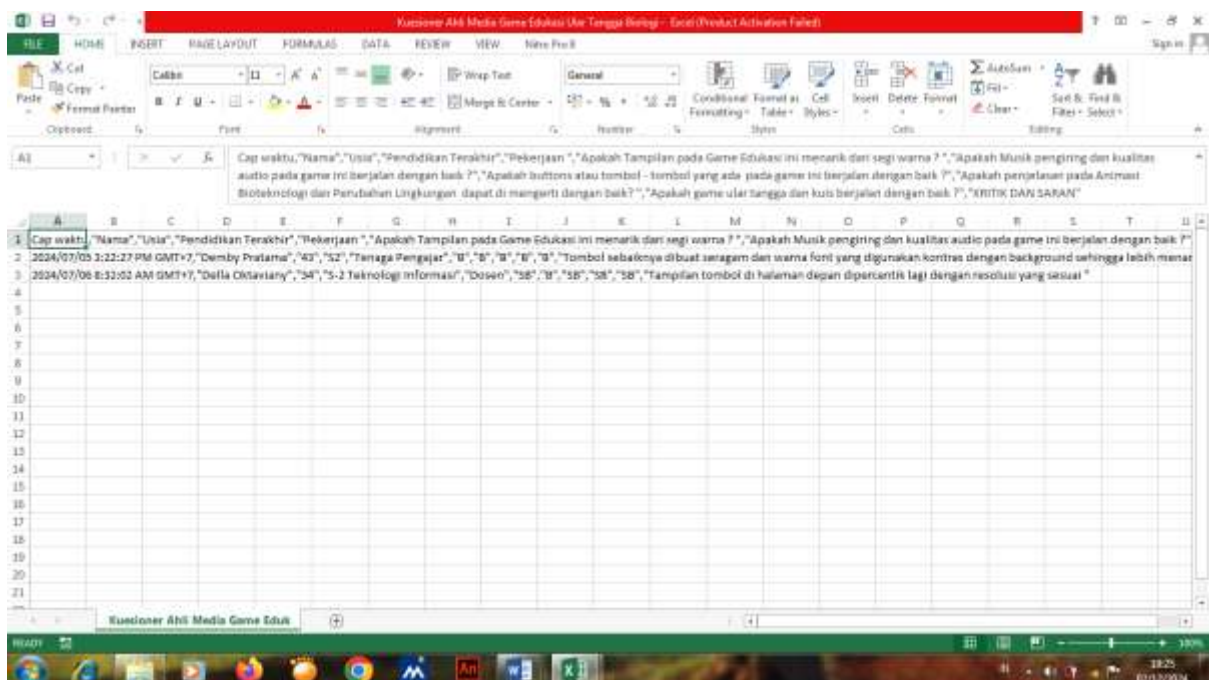 Kuesioner Ahli Media Game Edukasi Ular Tangga Biologi - Excel (Product Activation Failed)
FILE HOME INSERT PAGE LAYOUT FORMULAS DATA REVIEW VIEW Nitro Pro 8 Sign in
Cut
Copy
Format Painter
Paste
Calibri 11
Wrap Text
Merge & Center
General
Conditional Formatting
Format as Table
Cell Styles
Insert Delete Format
AutoSum
Fill
Clear
Sort & Filter
Find & Select
Clipboard Font Alignment Number Styles Cells Editing
A1
Cap waktu,"Nama","Usia","Pendidikan Terakhir","Pekerjaan ","Apakah Tampilan pada Game Edukasi ini menarik dari segi warna ? ","Apakah Musik pengiring dan kualitas
audio pada game ini berjalan dengan baik ?","Apakah buttons atau tombol - tombol yang ada pada game ini berjalan dengan baik ?","Apakah penjelasan pada Animasi
Bioteknologi dan Perubahan Lingkungan dapat di mengerti dengan baik? ","Apakah game ular tangga dan kuis berjalan dengan baik ?","KRITIK DAN SARAN"
A B C D E F G H I J K L M N O P Q R S T U
1 Cap waktu,"Nama","Usia","Pendidikan Terakhir","Pekerjaan ","Apakah Tampilan pada Game Edukasi ini menarik dari segi warna ? ","Apakah Musik pengiring dan kualitas audio pada game ini berjalan dengan baik ?"
2 2024/07/05 3:22:27 PM GMT+7,"Demby Pratama","43","S2","Tenaga Pengajar","B","B","B","B","B","Tombol sebaiknya dibuat seragam dan warna font yang digunakan kontras dengan background sehingga lebih menar
3 2024/07/06 8:32:02 AM GMT+7,"Della Oktaviany","34","S-2 Teknologi Informasi","Dosen","SB","B","SB","SB","SB","Tampilan tombol di halaman depan dipercantik lagi dengan resolusi yang sesuai "
4
5
6
7
8
9
10
11
12
13
14
15
16
17
18
19
20
21
Kuesioner Ahli Media Game Eduk
READY 100%
19:25
02/12/2024